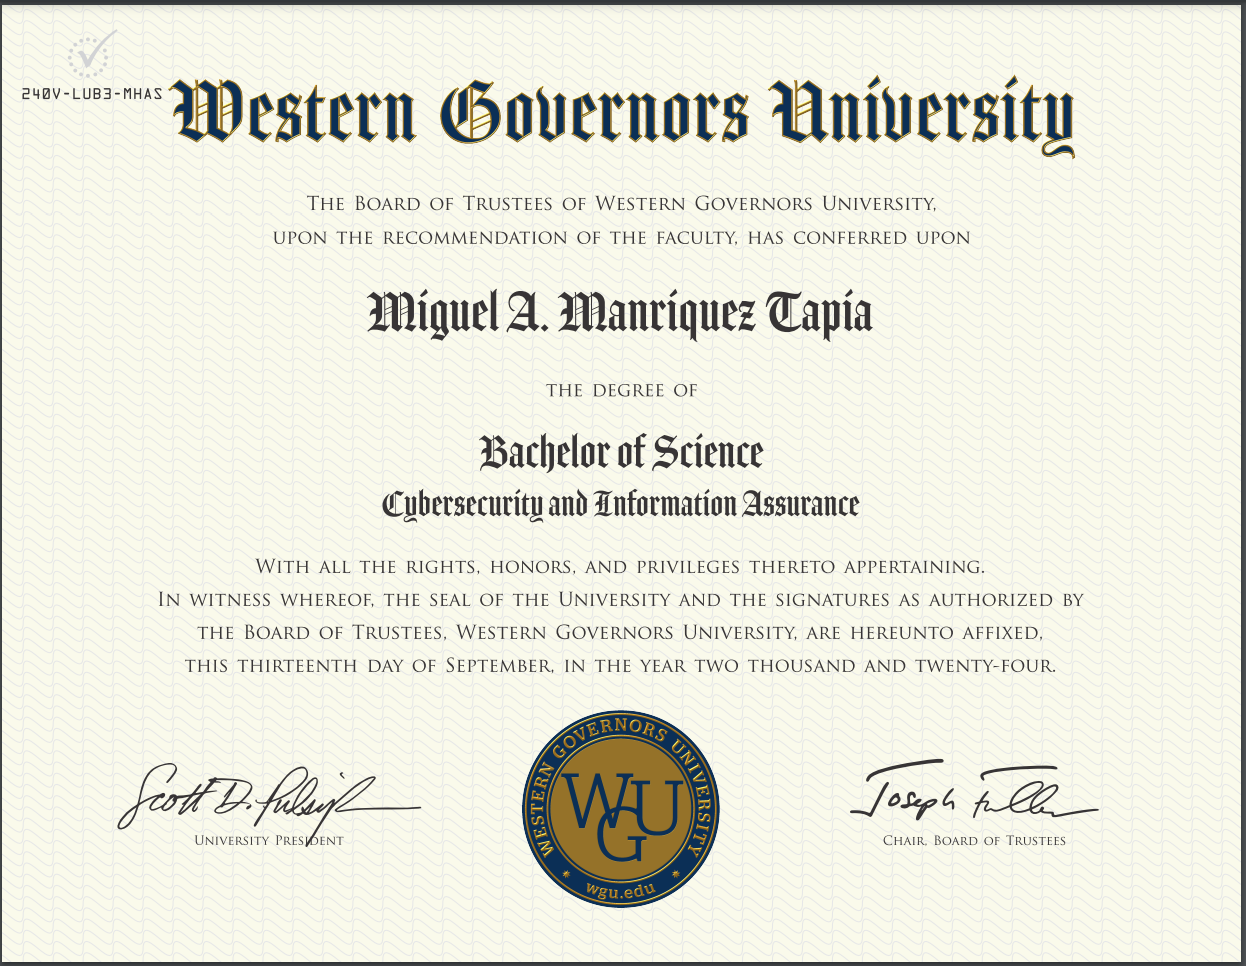 240V-LUB3-MHAS
Western Governors University
The Board of Trustees of Western Governors University,
upon the recommendation of the faculty, has conferred upon
Miguel A. Manriquez Tapia
the degree of
Bachelor of Science
Cybersecurity and Information Assurance
With all the rights, honors, and privileges thereto appertaining.
In witness whereof, the seal of the University and the signatures as authorized by
the Board of Trustees, Western Governors University, are hereunto affixed,
this thirteenth day of September, in the year two thousand and twenty-four.
Scott D. Pulsipher
University President
WESTERN GOVERNORS UNIVERSITY
WGU
wgu.edu
Joseph Fuller
Chair, Board of Trustees